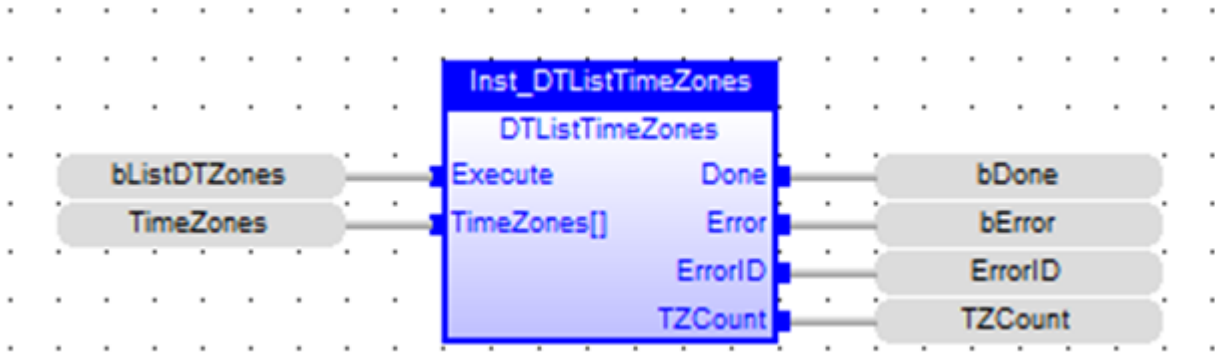 Inst_DTListTimeZones
DTListTimeZones
bListDTZones Execute Done bDone
TimeZones TimeZones[] Error bError
ErrorID ErrorID
TZCount TZCount